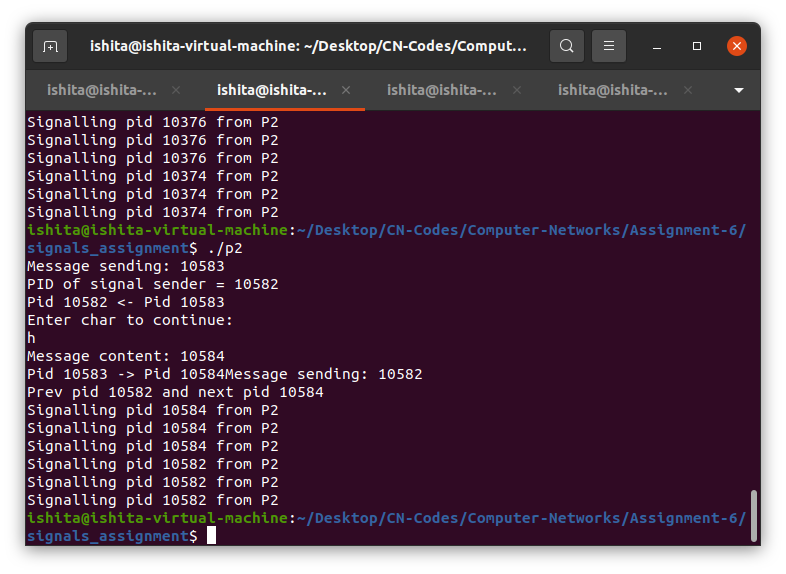 ishita@ishita-virtual-machine: ~/Desktop/CN-Codes/Comput...
ishita@ishita-... × ishita@ishita-... × ishita@ishita-... × ishita@ishita-... ×
Signalling pid 10376 from P2
Signalling pid 10376 from P2
Signalling pid 10376 from P2
Signalling pid 10374 from P2
Signalling pid 10374 from P2
Signalling pid 10374 from P2
ishita@ishita-virtual-machine:~/Desktop/CN-Codes/Computer-Networks/Assignment-6/
signals_assignment$ ./p2
Message sending: 10583
PID of signal sender = 10582
Pid 10582 <- Pid 10583
Enter char to continue:
h
Message content: 10584
Pid 10583 -> Pid 10584Message sending: 10582
Prev pid 10582 and next pid 10584
Signalling pid 10584 from P2
Signalling pid 10584 from P2
Signalling pid 10584 from P2
Signalling pid 10582 from P2
Signalling pid 10582 from P2
Signalling pid 10582 from P2
ishita@ishita-virtual-machine:~/Desktop/CN-Codes/Computer-Networks/Assignment-6/
signals_assignment$